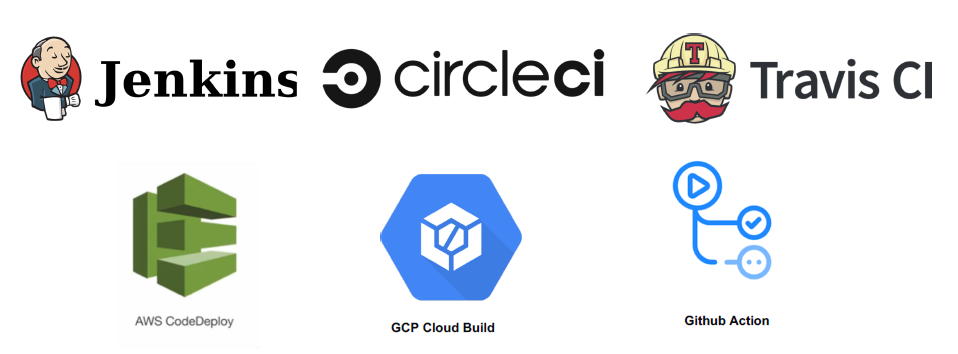 Jenkins
circleci
T
Travis CI
AWS CodeDeploy
GCP Cloud Build
Github Action